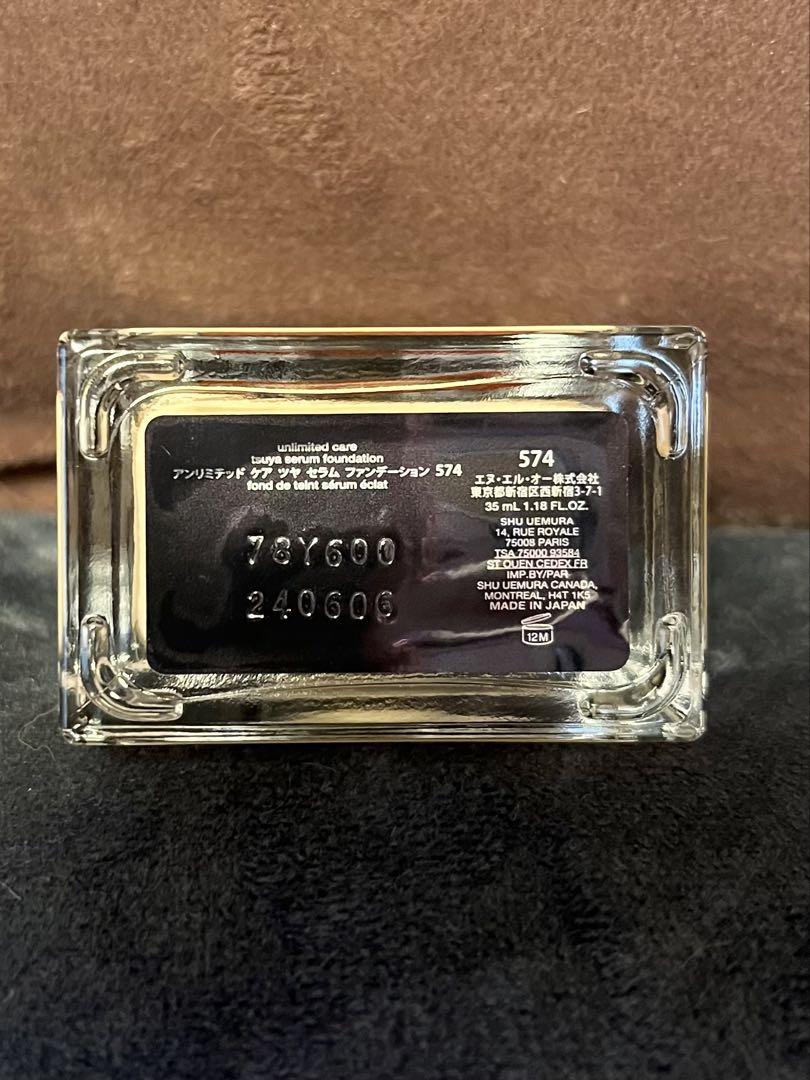 unlimited care
tsuya serum foundation
アンリミテッド ケア ツヤ セラム ファンデーション 574
fond de teint sérum éclat
78Y600
240606
574
エヌ・エル・オー株式会社
東京都新宿区西新宿3-7-1
35 mL 1.18 FL.OZ.
SHU UEMURA
14, RUE ROYALE
75008 PARIS
TSA 75000 93584
ST OUEN CEDEX FR
IMP.BY/PAR
SHU UEMURA CANADA,
MONTREAL, H4T 1K5
MADE IN JAPAN
12M